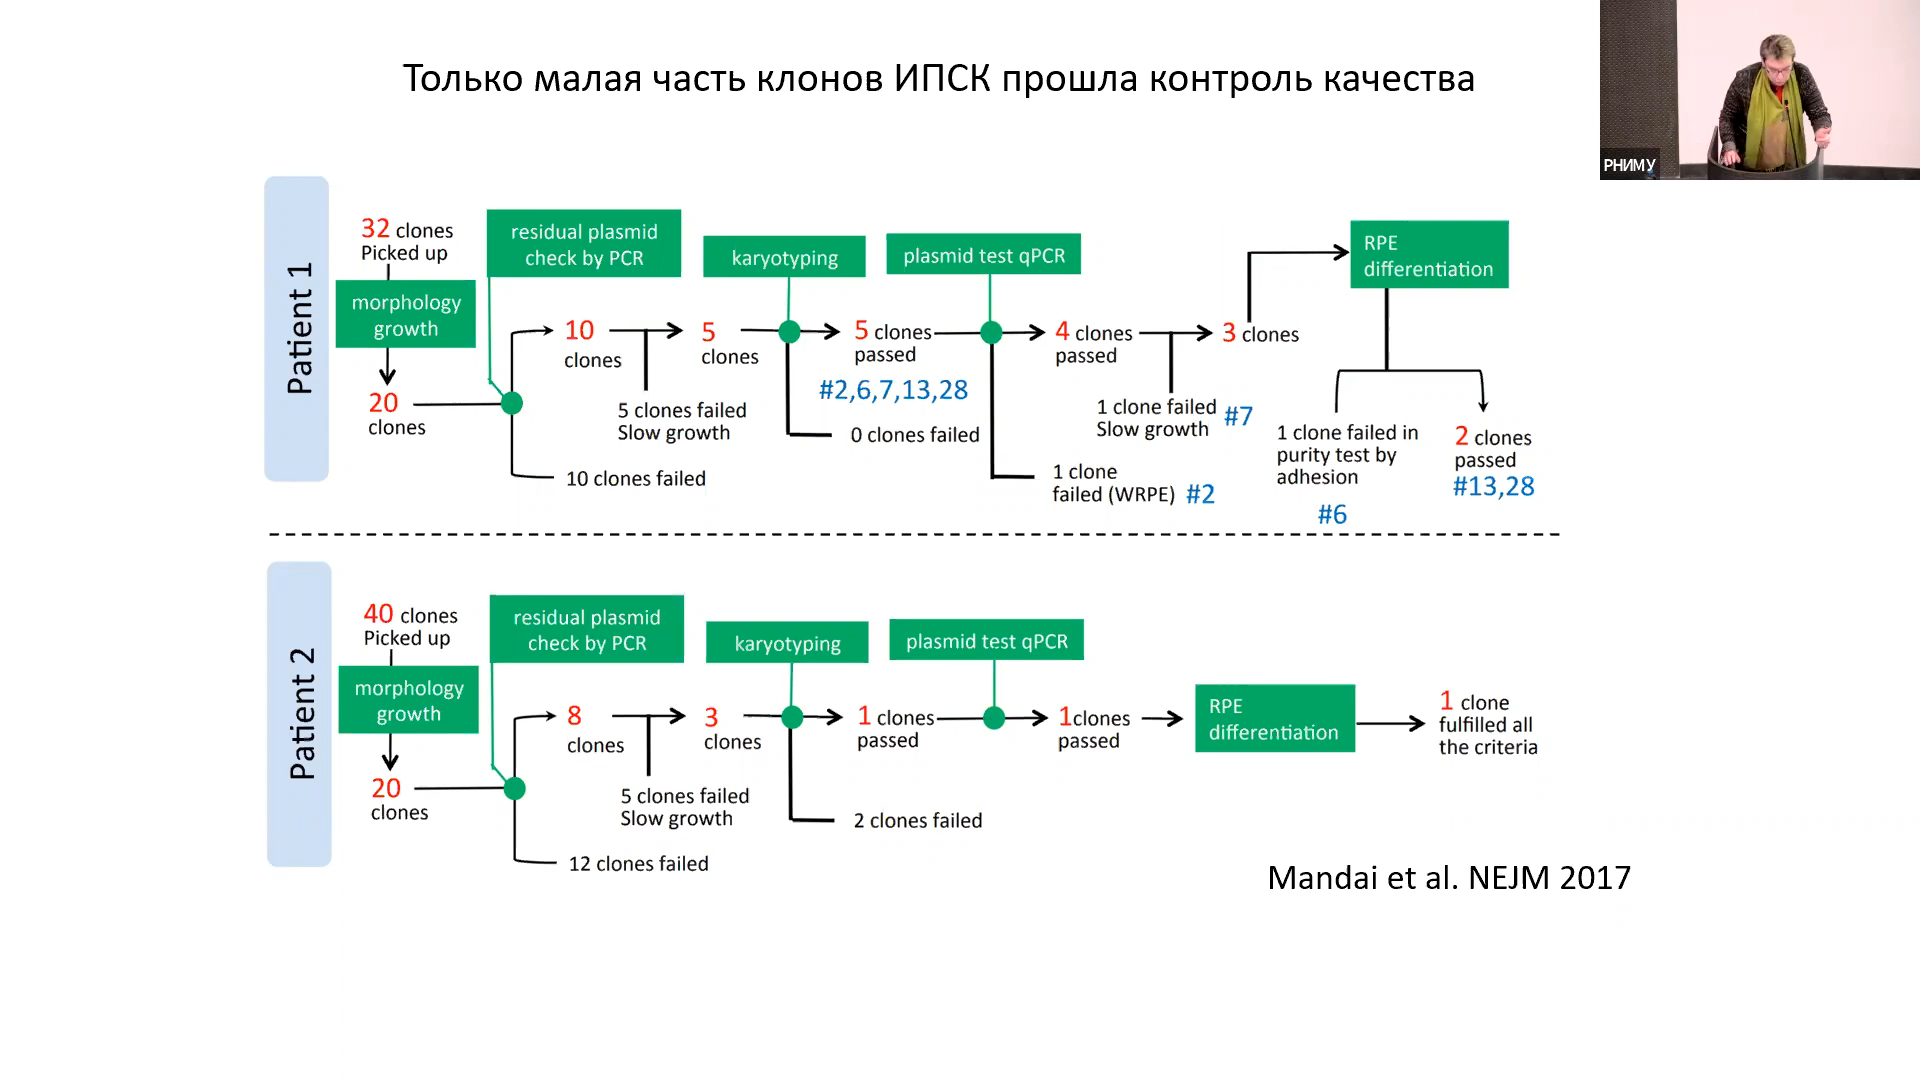 Только малая часть клонов ИПСК прошла контроль качества
РНИМУ
Patient 1
32 clones
Picked up
morphology
growth
20
clones
residual plasmid
check by PCR
10
clones
10 clones failed
5 clones failed
Slow growth
5
clones
karyotyping
5 clones
passed
#2,6,7,13,28
0 clones failed
plasmid test qPCR
4 clones
passed
1 clone
failed (WRPE) #2
1 clone failed
Slow growth #7
3 clones
RPE
differentiation
1 clone failed in
purity test by
adhesion
#6
2 clones
passed
#13,28
Patient 2
40 clones
Picked up
morphology
growth
20
clones
residual plasmid
check by PCR
8
clones
12 clones failed
5 clones failed
Slow growth
3
clones
karyotyping
1 clones
passed
2 clones failed
plasmid test qPCR
1clones
passed
RPE
differentiation
1 clone
fulfilled all
the criteria
Mandai et al. NEJM 2017